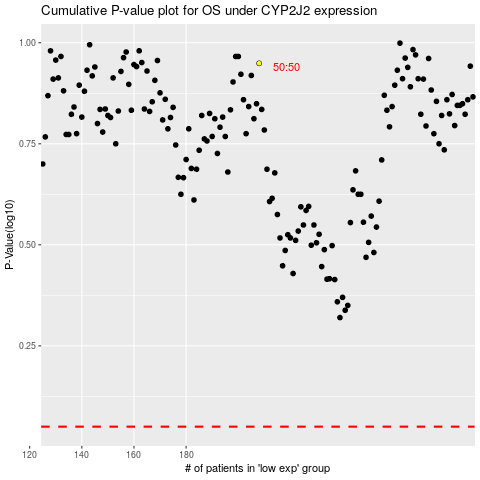 Cumulative P-value plot for OS under CYP2J2 expression
1.00
50:50
0.75
P-Value(log10)
0.50
0.25
120 140 160 180
# of patients in 'low exp' group